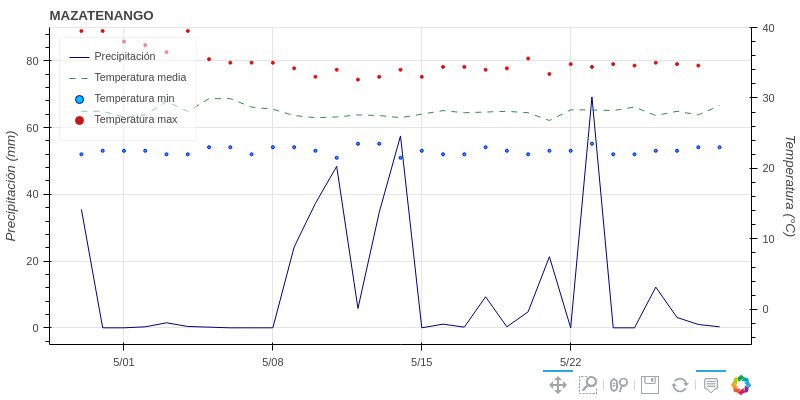 MAZATENANGO
Precipitación
Temperatura media
Temperatura min
Temperatura max
Precipitación (mm)
80
60
40
20
0
Temperatura (°C)
40
30
20
10
0
5/01
5/08
5/15
5/22